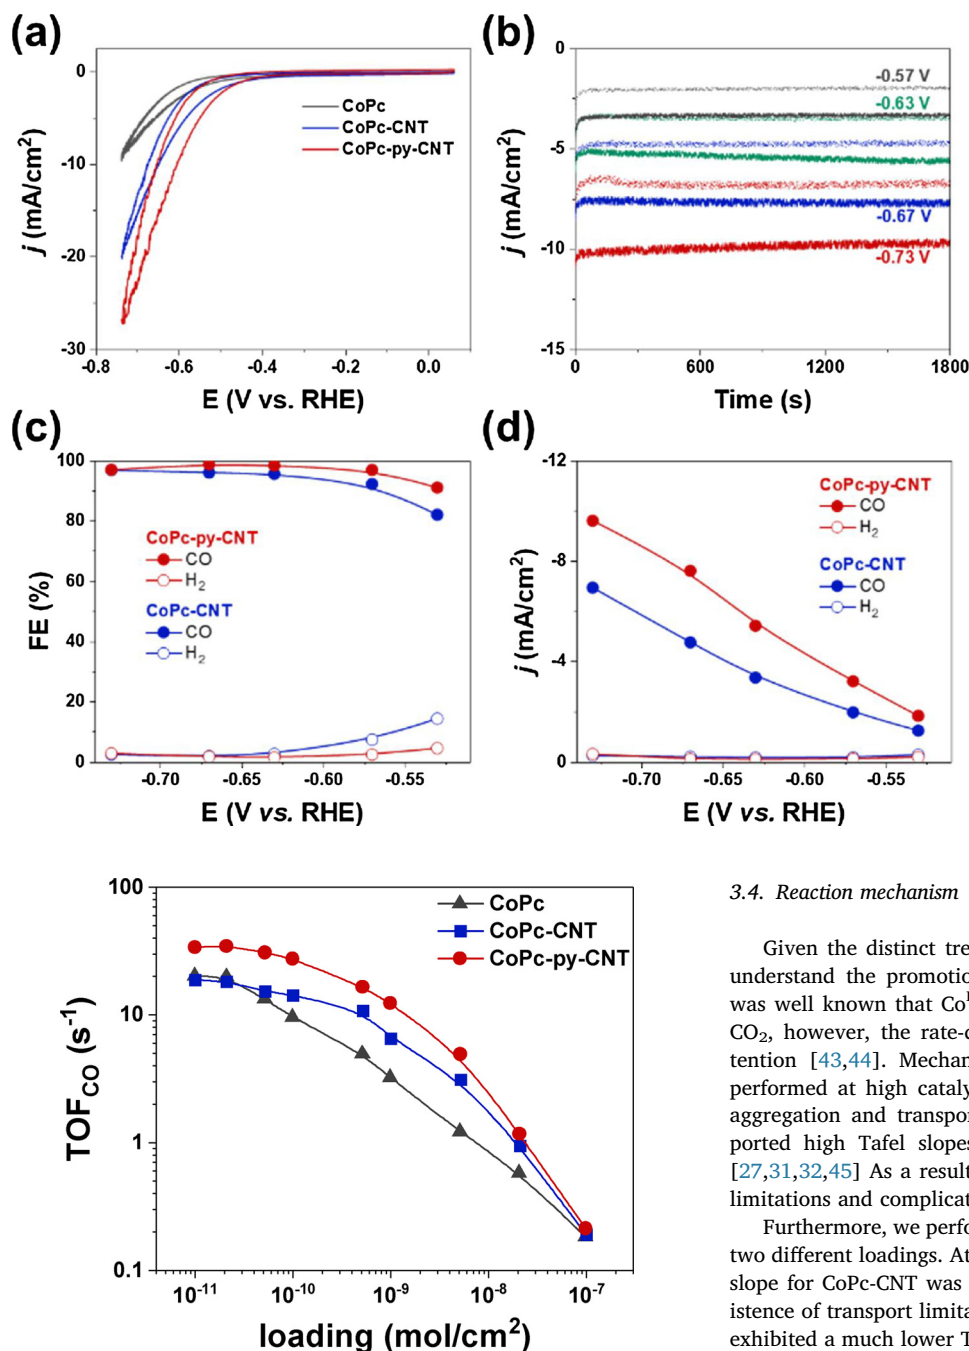 (a)
0
-5
-10
-20
-30
j (mA/cm²)
CoPc
CoPc-CNT
CoPc-py-CNT
-0.8
-0.6
-0.4
-0.2
0.0
E (V vs. RHE)
(b)
0
-5
-10
-15
j (mA/cm²)
-0.57 V
-0.63 V
-0.67 V
-0.73 V
0
600
1200
1800
Time (s)
(c)
100
80
60
40
20
0
FE (%)
CoPc-py-CNT
CO
H₂
CoPc-CNT
CO
H₂
-0.70
-0.65
-0.60
-0.55
E (V vs. RHE)
(d)
-12
-8
-4
0
j (mA/cm²)
CoPc-py-CNT
CO
H₂
CoPc-CNT
CO
H₂
-0.70
-0.65
-0.60
-0.55
E (V vs. RHE)
100
10
1
0.1
TOF_CO (s⁻¹)
CoPc
CoPc-CNT
CoPc-py-CNT
10⁻¹¹
10⁻¹⁰
10⁻⁹
10⁻⁸
10⁻⁷
loading (mol/cm²)
3.4. Reaction mechanism
Given the distinct tre
understand the promotio
was well known that Co
CO₂, however, the rate-c
tention [43,44]. Mechan
performed at high cataly
aggregation and transpor
ported high Tafel slopes
[27,31,32,45] As a result
limitations and complicat
Furthermore, we perfo
two different loadings. At
slope for CoPc-CNT was
istence of transport limita
exhibited a much lower T